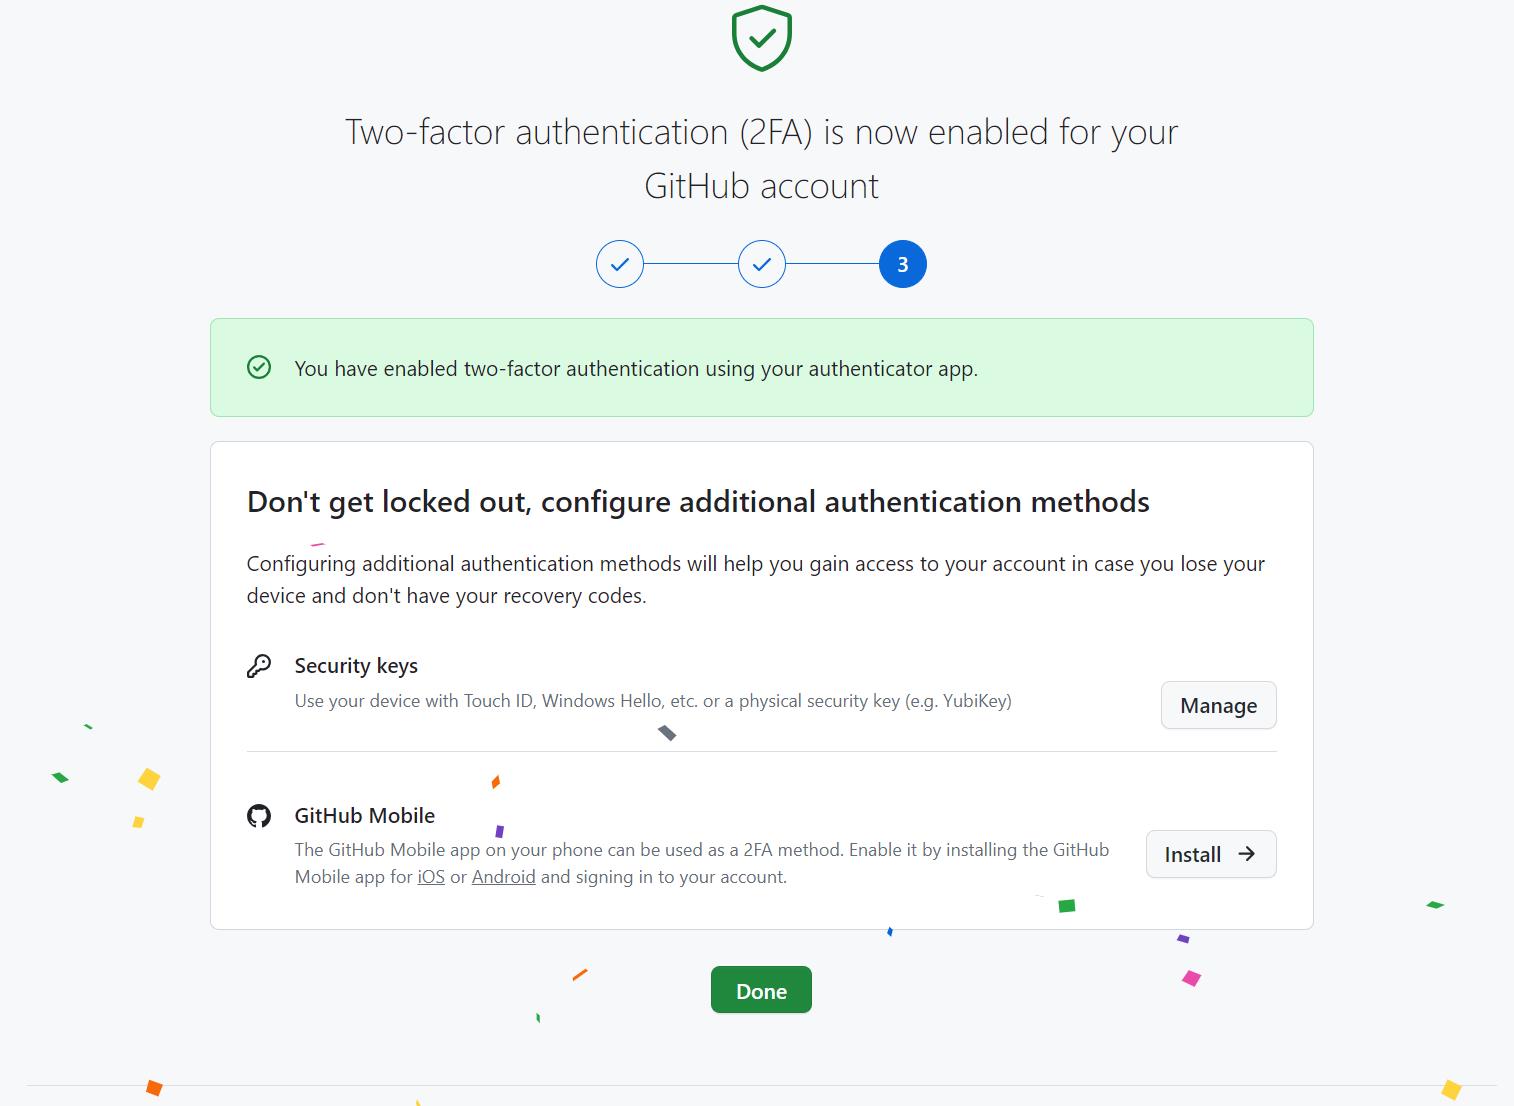 Two-factor authentication (2FA) is now enabled for your
GitHub account
3
You have enabled two-factor authentication using your authenticator app.
Don't get locked out, configure additional authentication methods
Configuring additional authentication methods will help you gain access to your account in case you lose your
device and don't have your recovery codes.
Security keys
Use your device with Touch ID, Windows Hello, etc. or a physical security key (e.g. YubiKey)
Manage
GitHub Mobile
The GitHub Mobile app on your phone can be used as a 2FA method. Enable it by installing the GitHub
Mobile app for iOS or Android and signing in to your account.
Install
Done